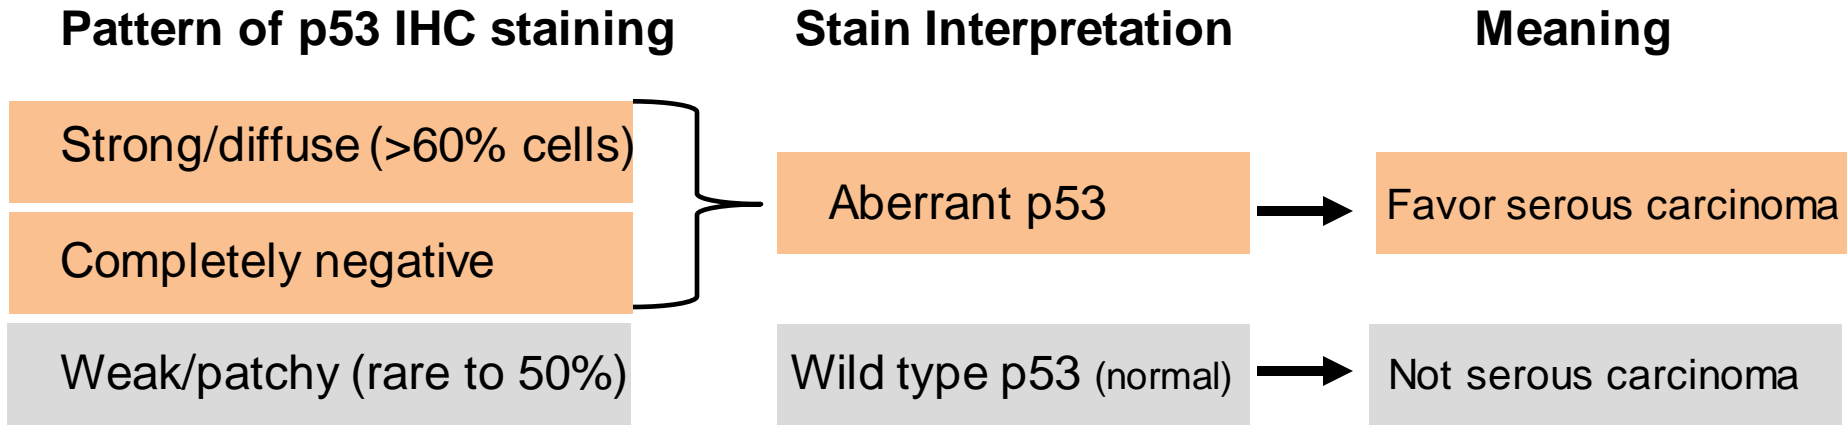 Pattern of p53 IHC staining
Stain Interpretation
Meaning
Strong/diffuse (>60% cells)
Completely negative
Aberrant p53
Favor serous carcinoma
Weak/patchy (rare to 50%)
Wild type p53 (normal)
Not serous carcinoma